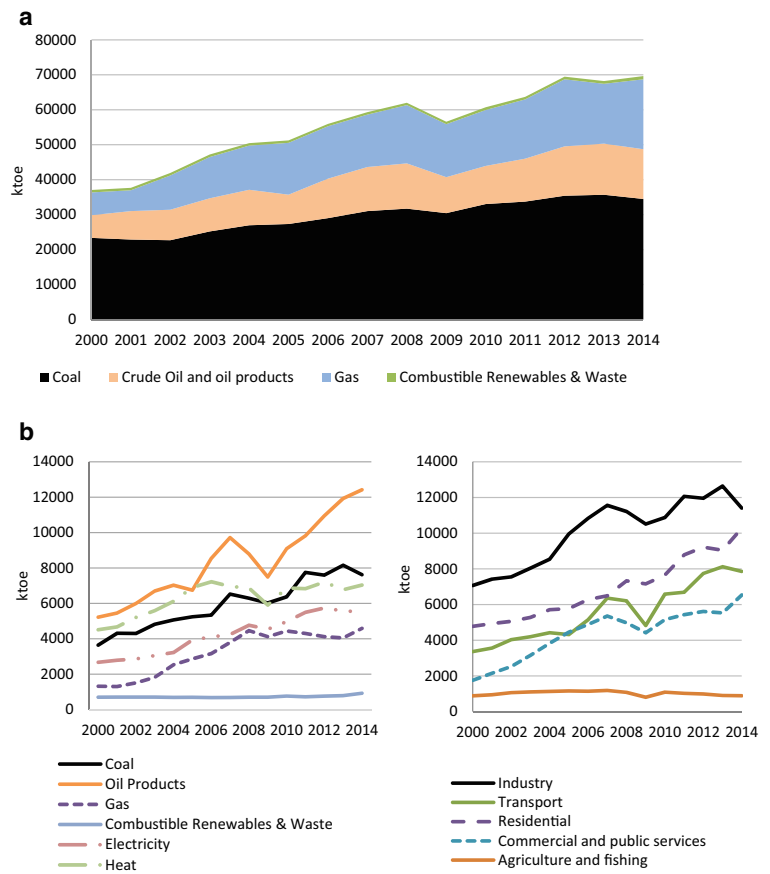 a
80000
70000
60000
50000
40000
30000
20000
10000
0
ktoe
2000 2001 2002 2003 2004 2005 2006 2007 2008 2009 2010 2011 2012 2013 2014
Coal Crude Oil and oil products Gas Combustible Renewables & Waste
b
14000
12000
10000
8000
6000
4000
2000
0
ktoe
2000 2002 2004 2006 2008 2010 2012 2014
Coal
Oil Products
Gas
Combustible Renewables & Waste
Electricity
Heat
14000
12000
10000
8000
6000
4000
2000
0
ktoe
2000 2002 2004 2006 2008 2010 2012 2014
Industry
Transport
Residential
Commercial and public services
Agriculture and fishing